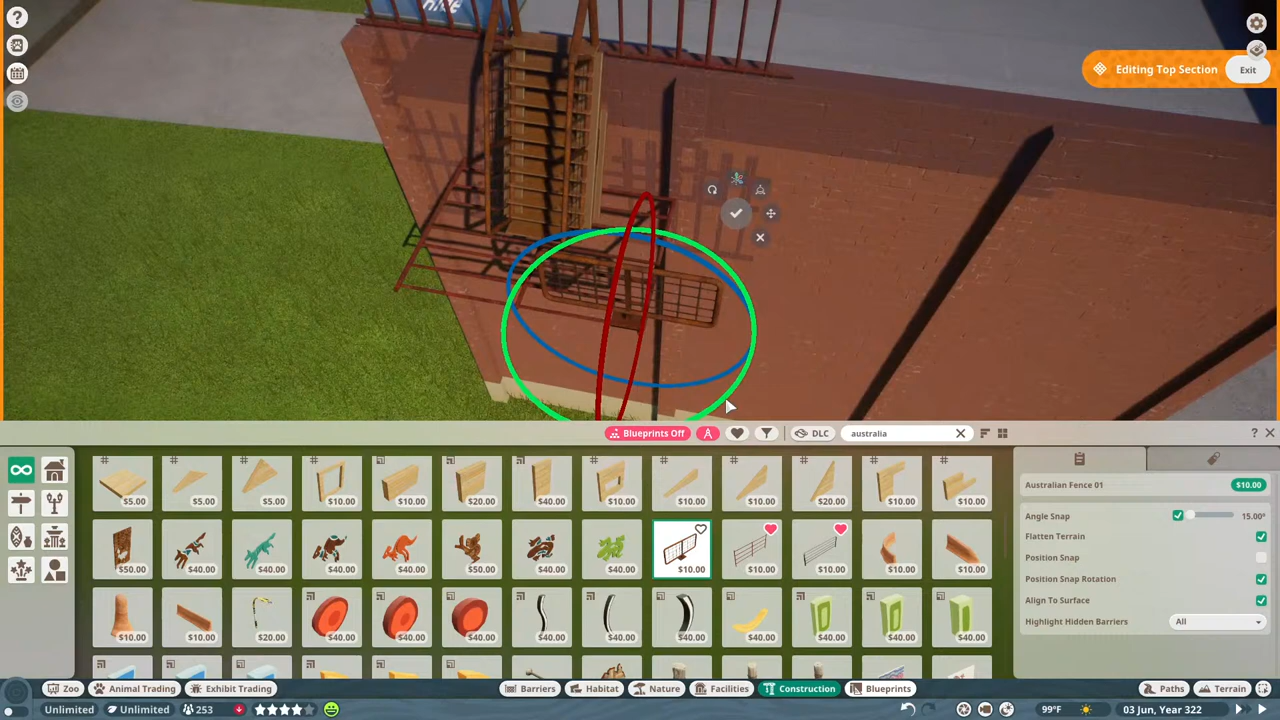 Editing Top Section
Exit
Blueprints Off
DLC
australia
$5.00
$5.00
$5.00
$10.00
$10.00
$20.00
$40.00
$10.00
$10.00
$10.00
$20.00
$10.00
$10.00
$50.00
$40.00
$40.00
$40.00
$40.00
$50.00
$40.00
$40.00
$10.00
$10.00
$10.00
$10.00
$10.00
$10.00
$10.00
$20.00
$40.00
$40.00
$40.00
$40.00
$40.00
$40.00
$40.00
$40.00
$40.00
$40.00
Australian Fence 01
$10.00
Angle Snap
15.00°
Flatten Terrain
Position Snap
Position Snap Rotation
Align To Surface
Highlight Hidden Barriers
All
Zoo
Animal Trading
Exhibit Trading
Barriers
Habitat
Nature
Facilities
Construction
Blueprints
Paths
Terrain
Unlimited
Unlimited
253
99°F
03 Jun, Year 322